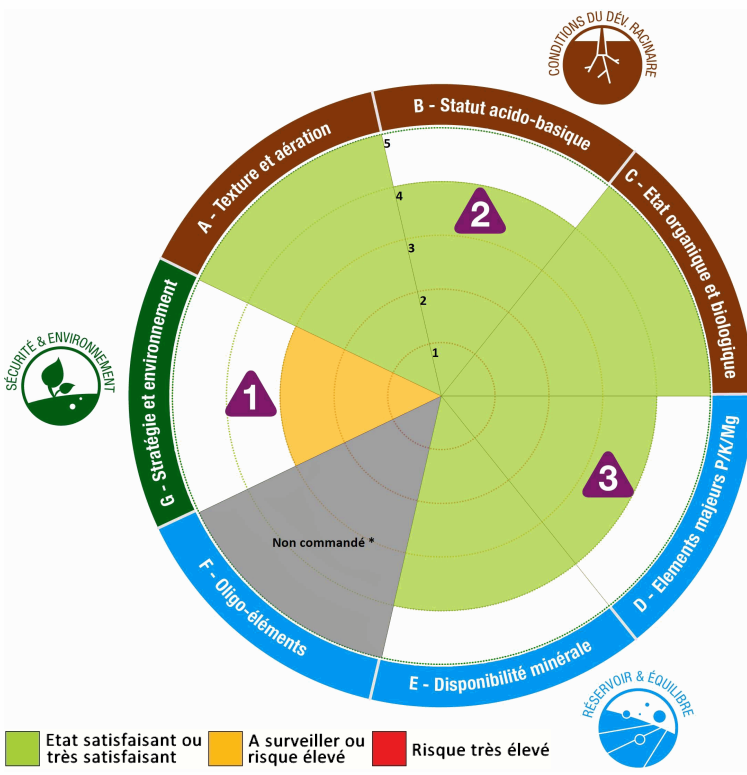 CONDITIONS DU DÉV. RACINAIRE
B - Statut acido-basique
A - Texture et aération
C - Etat organique et biologique
5
4
2
3
2
1
SÉCURITÉ & ENVIRONNEMENT
G - Stratégie et environnement
1
3
D - Elements majeurs P/K/Mg
Non commandé *
F - Oligo-éléments
E - Disponibilité minérale
RÉSERVOIR & ÉQUILIBRE
Etat satisfaisant ou
très satisfaisant
A surveiller ou
risque élevé
Risque très élevé